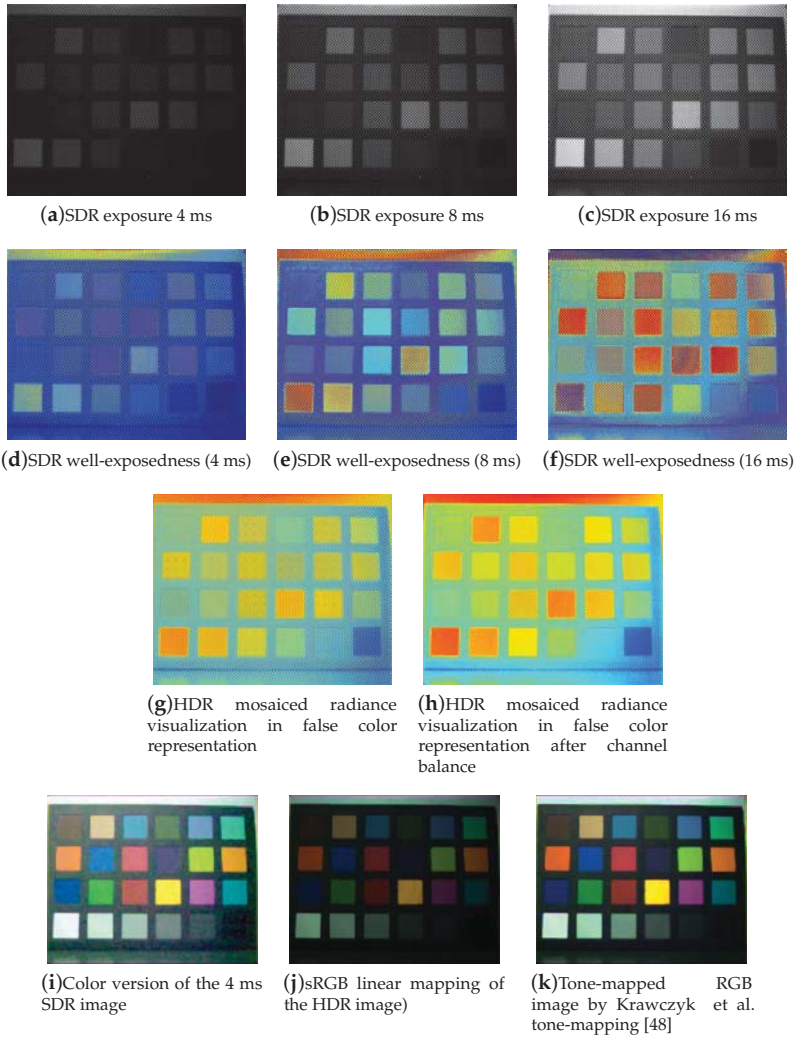 (a)SDR exposure 4 ms
(b)SDR exposure 8 ms
(c)SDR exposure 16 ms
(d)SDR well-exposedness (4 ms)
(e)SDR well-exposedness (8 ms)
(f)SDR well-exposedness (16 ms)
(g)HDR mosaiced radiance
visualization in false color
representation
(h)HDR mosaiced radiance
visualization in false color
representation after channel
balance
(i)Color version of the 4 ms
SDR image
(j)sRGB linear mapping of
the HDR image)
(k)Tone-mapped RGB
image by Krawczyk et al.
tone-mapping [48]